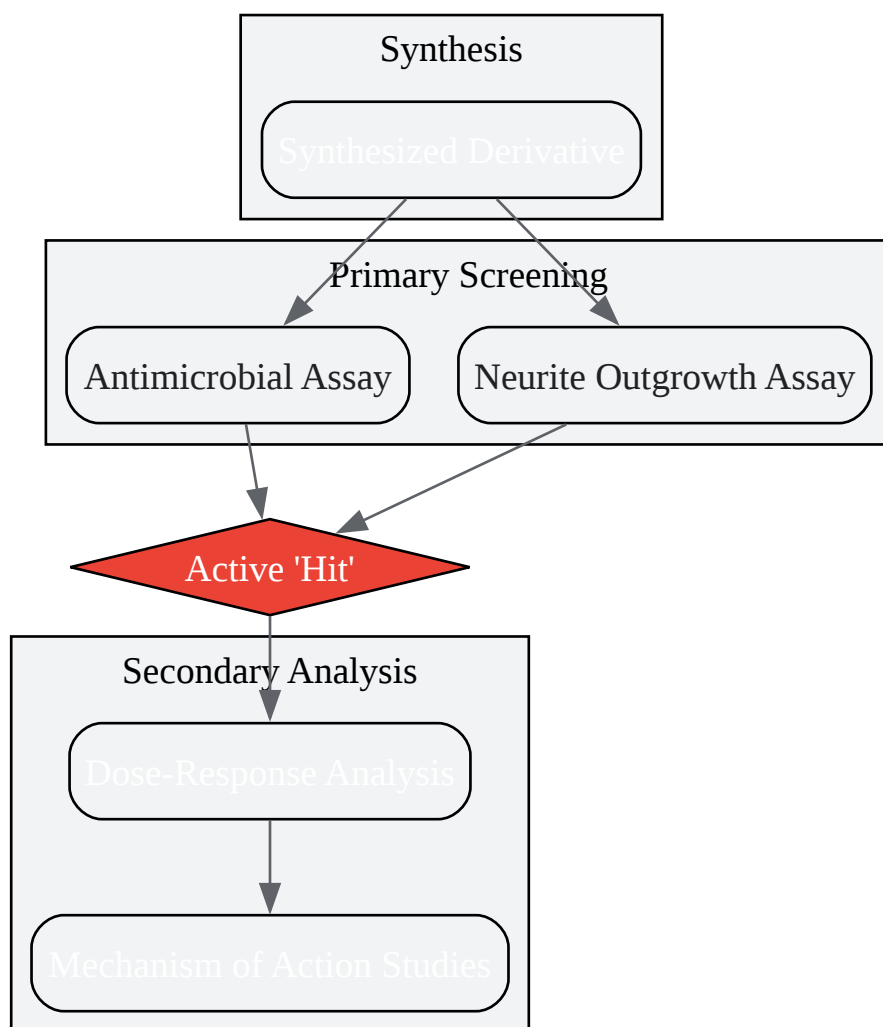 Synthesis
Synthesized Derivative
Primary Screening
Antimicrobial Assay
Neurite Outgrowth Assay
Active 'Hit'
Secondary Analysis
Dose-Response Analysis
Mechanism of Action Studies